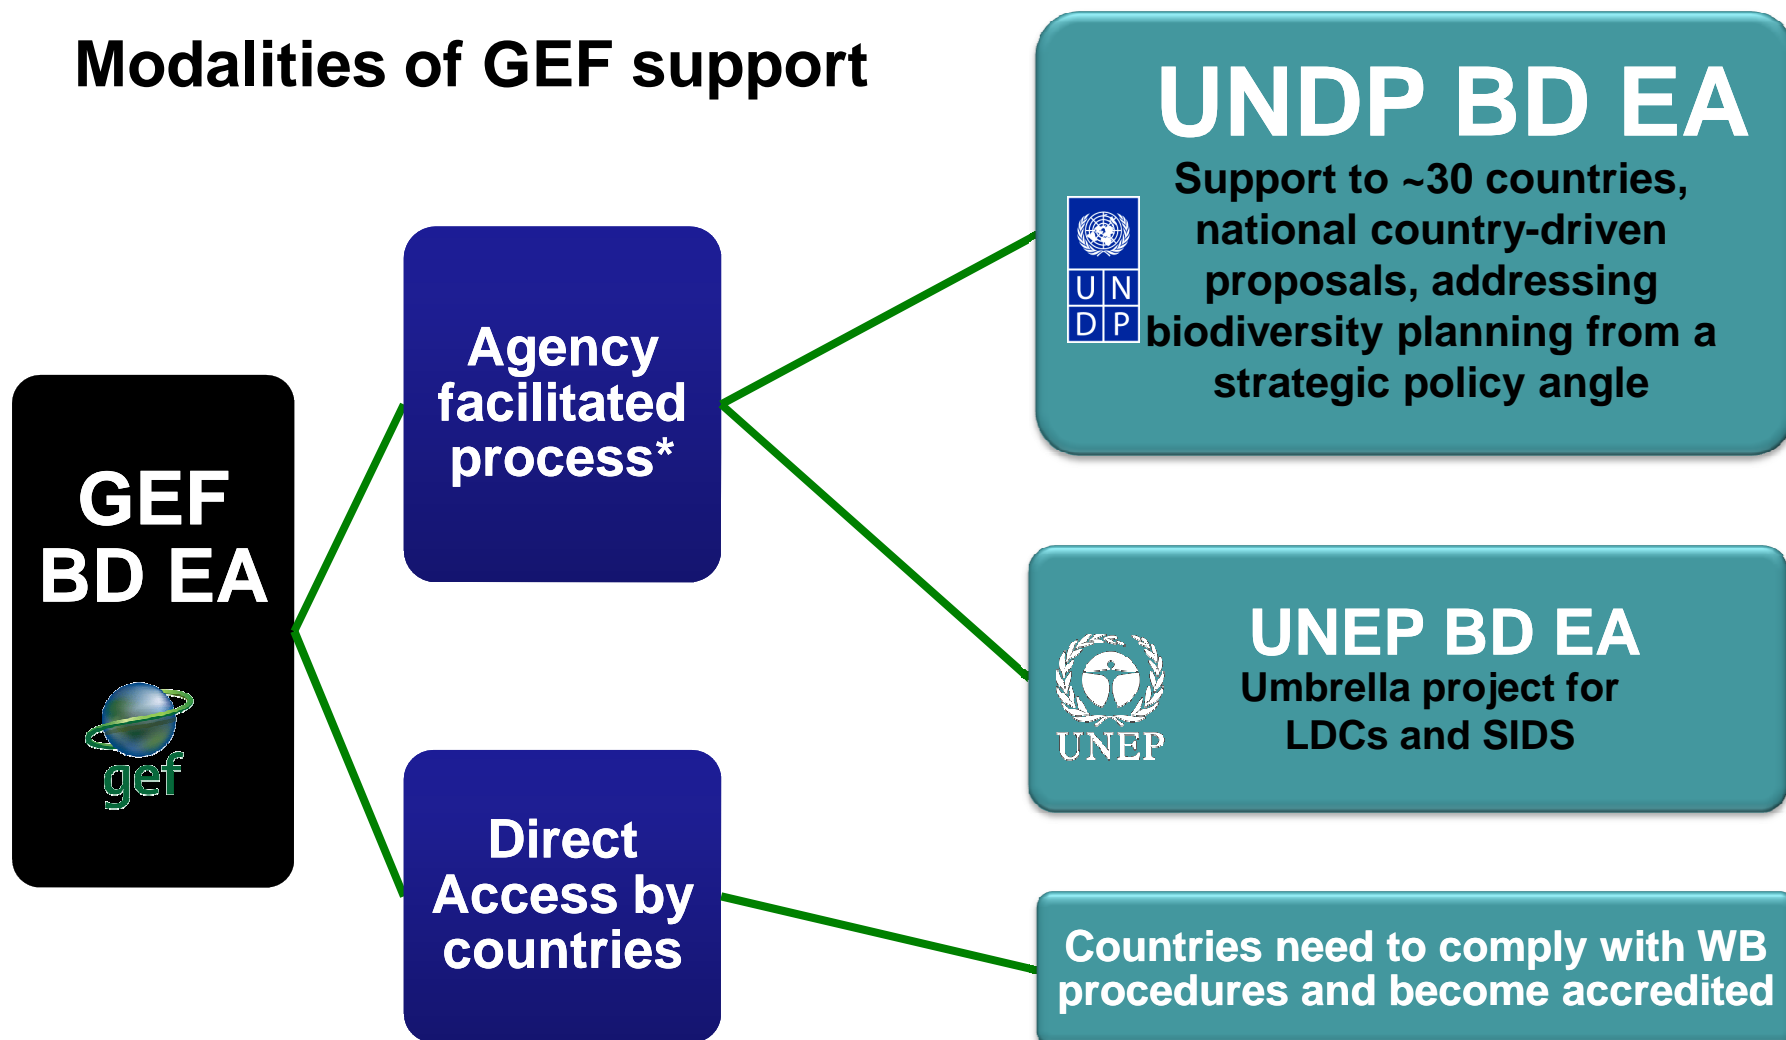 Modalities of GEF support
GEF
BD EA
gef
Agency
facilitated
process*
Direct
Access by
countries
UNDP BD EA
Support to ~30 countries,
national country-driven
proposals, addressing
biodiversity planning from a
strategic policy angle
U N
D P
UNEP BD EA
Umbrella project for
LDCs and SIDS
UNEP
Countries need to comply with WB
procedures and become accredited